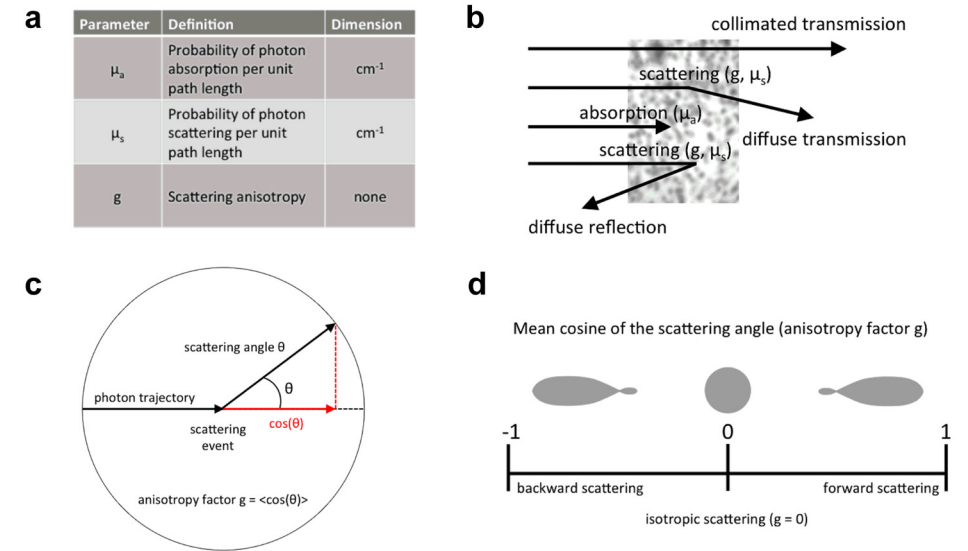 a
Parameter Definition Dimension
μa Probability of photon absorption per unit path length cm-1
μs Probability of photon scattering per unit path length cm-1
g Scattering anisotropy none
b
collimated transmission
scattering (g, μs)
absorption (μa)
diffuse transmission
scattering (g, μs)
diffuse reflection
c
scattering angle θ
θ
photon trajectory
cos(θ)
scattering
event
anisotropy factor g = <cos(θ)>
d
Mean cosine of the scattering angle (anisotropy factor g)
-1 0 1
backward scattering forward scattering
isotropic scattering (g = 0)